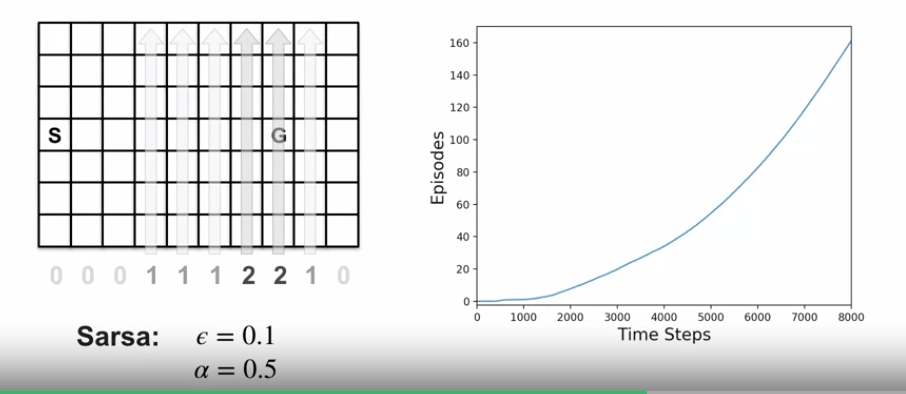 S
G
0 0 0 1 1 1 2 2 1 0
Sarsa: ϵ = 0.1
α = 0.5
Episodes
160
140
120
100
80
60
40
20
0
0 1000 2000 3000 4000 5000 6000 7000 8000
Time Steps